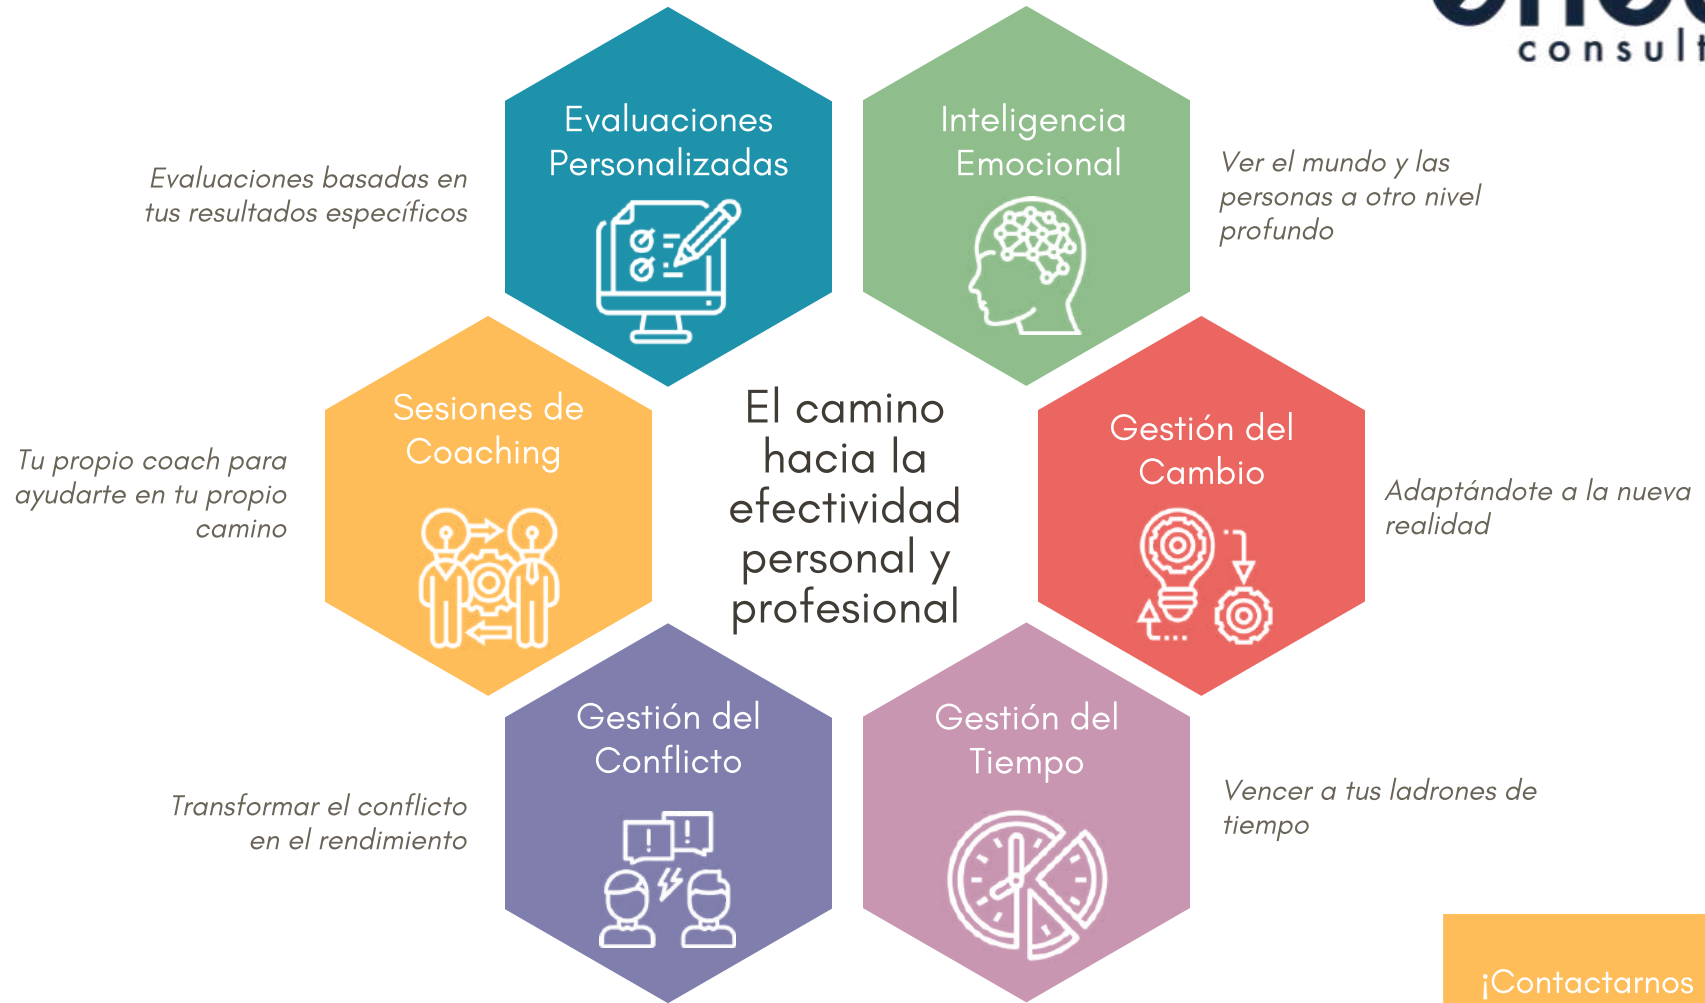 consult
Evaluaciones
Personalizadas
Evaluaciones basadas en
tus resultados específicos
Inteligencia
Emocional
Ver el mundo y las
personas a otro nivel
profundo
Sesiones de
Coaching
Tu propio coach para
ayudarte en tu propio
camino
El camino
hacia la
efectividad
personal y
profesional
Gestión del
Cambio
Adaptándote a la nueva
realidad
Gestión del
Conflicto
Transformar el conflicto
en el rendimiento
Gestión del
Tiempo
Vencer a tus ladrones de
tiempo
¡Contactarnos